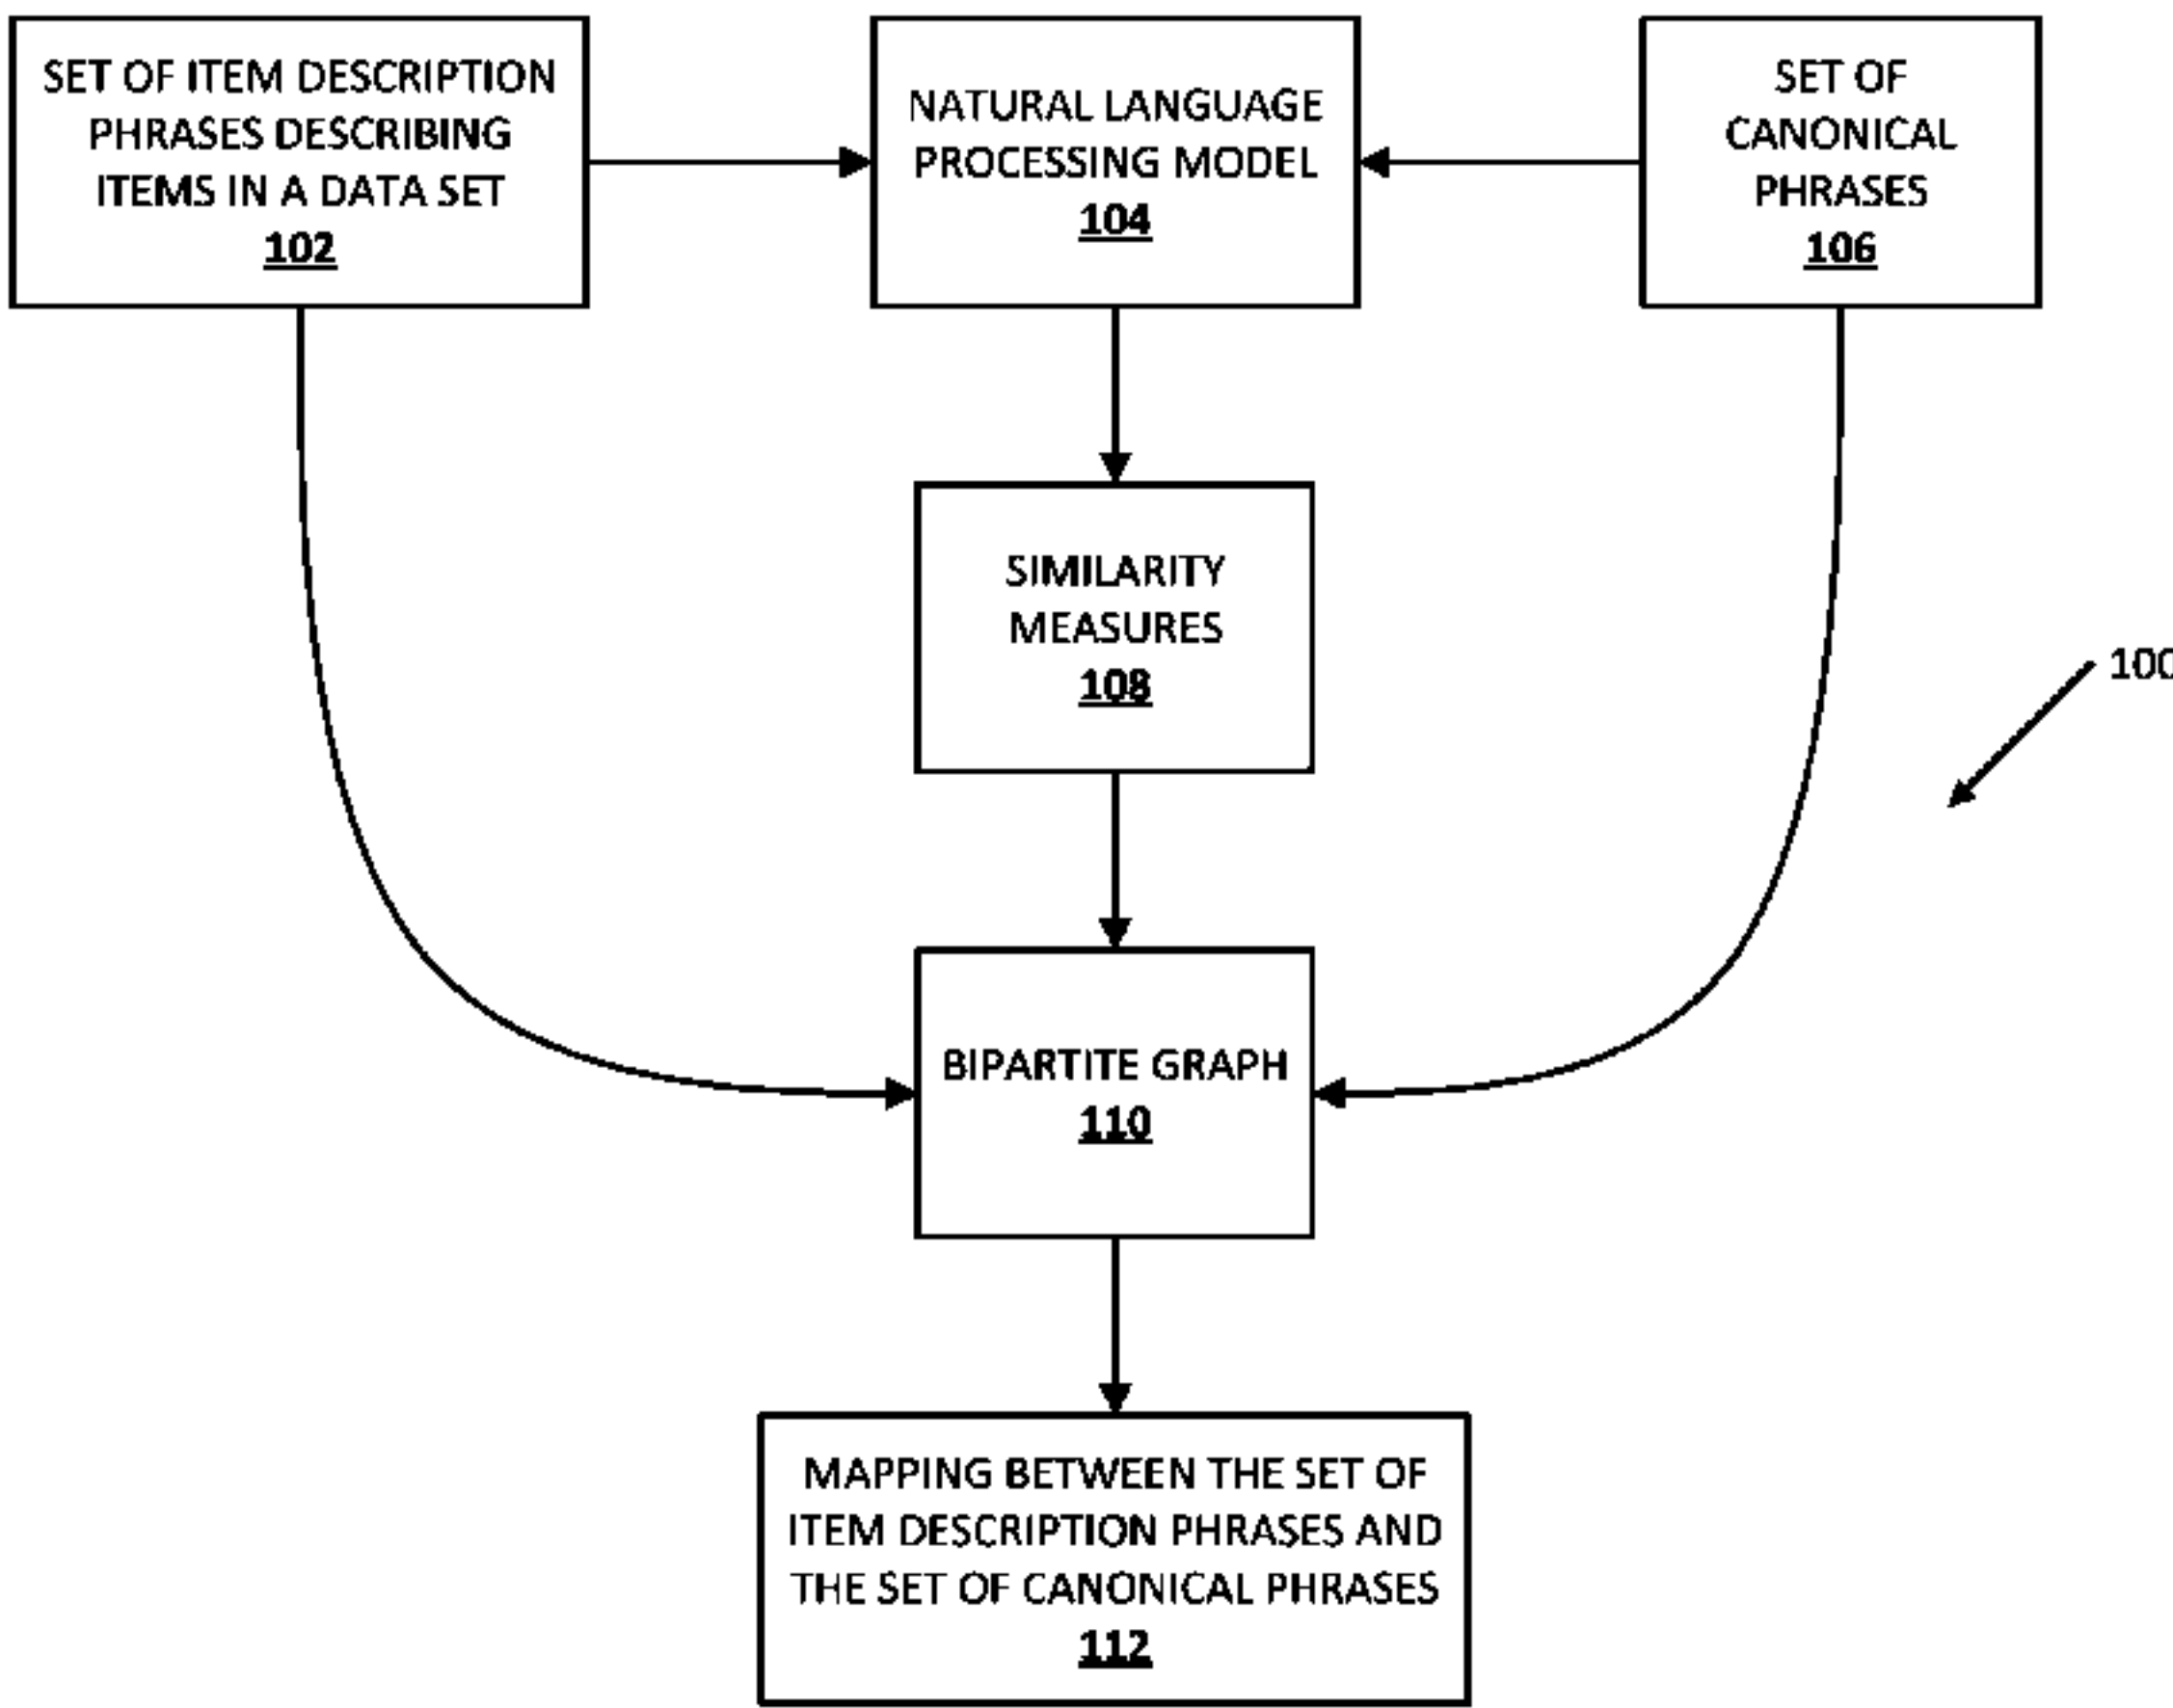 SET OF ITEM DESCRIPTION
PHRASES DESCRIBING
ITEMS IN A DATA SET
102
NATURAL LANGUAGE
PROCESSING MODEL
104
SET OF
CANONICAL
PHRASES
106
SIMILARITY
MEASURES
108
100
BIPARTITE GRAPH
110
MAPPING BETWEEN THE SET OF
ITEM DESCRIPTION PHRASES AND
THE SET OF CANONICAL PHRASES
112